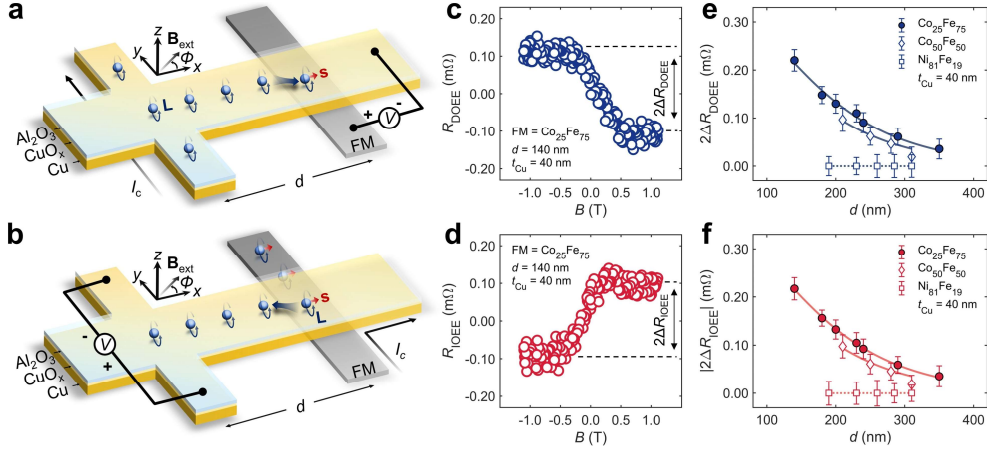 a
z
y
x
B_ext
Φ
L
s
Al₂O₃
CuOₓ
Cu
I_c
d
FM
+
V
-
b
z
y
x
B_ext
Φ
s
L
-
V
+
Al₂O₃
CuOₓ
Cu
d
FM
I_c
c
R_DOEE (mΩ)
0.20
0.10
0.00
-0.10
-0.20
2ΔR_DOEE
FM = Co₂₅Fe₇₅
d = 140 nm
t_Cu = 40 nm
-1.0 -0.5 0.0 0.5 1.0
B (T)
d
R_IOEE (mΩ)
0.20
0.10
0.00
-0.10
-0.20
FM = Co₂₅Fe₇₅
d = 140 nm
t_Cu = 40 nm
2ΔR_IOEE
-1.0 -0.5 0.0 0.5 1.0
B (T)
e
2ΔR_DOEE (mΩ)
0.30
0.20
0.10
0.00
Co₂₅Fe₇₅
Co₅₀Fe₅₀
Ni₈₁Fe₁₉
t_Cu = 40 nm
100 200 300 400
d (nm)
f
|2ΔR_IOEE| (mΩ)
0.30
0.20
0.10
0.00
Co₂₅Fe₇₅
Co₅₀Fe₅₀
Ni₈₁Fe₁₉
t_Cu = 40 nm
100 200 300 400
d (nm)